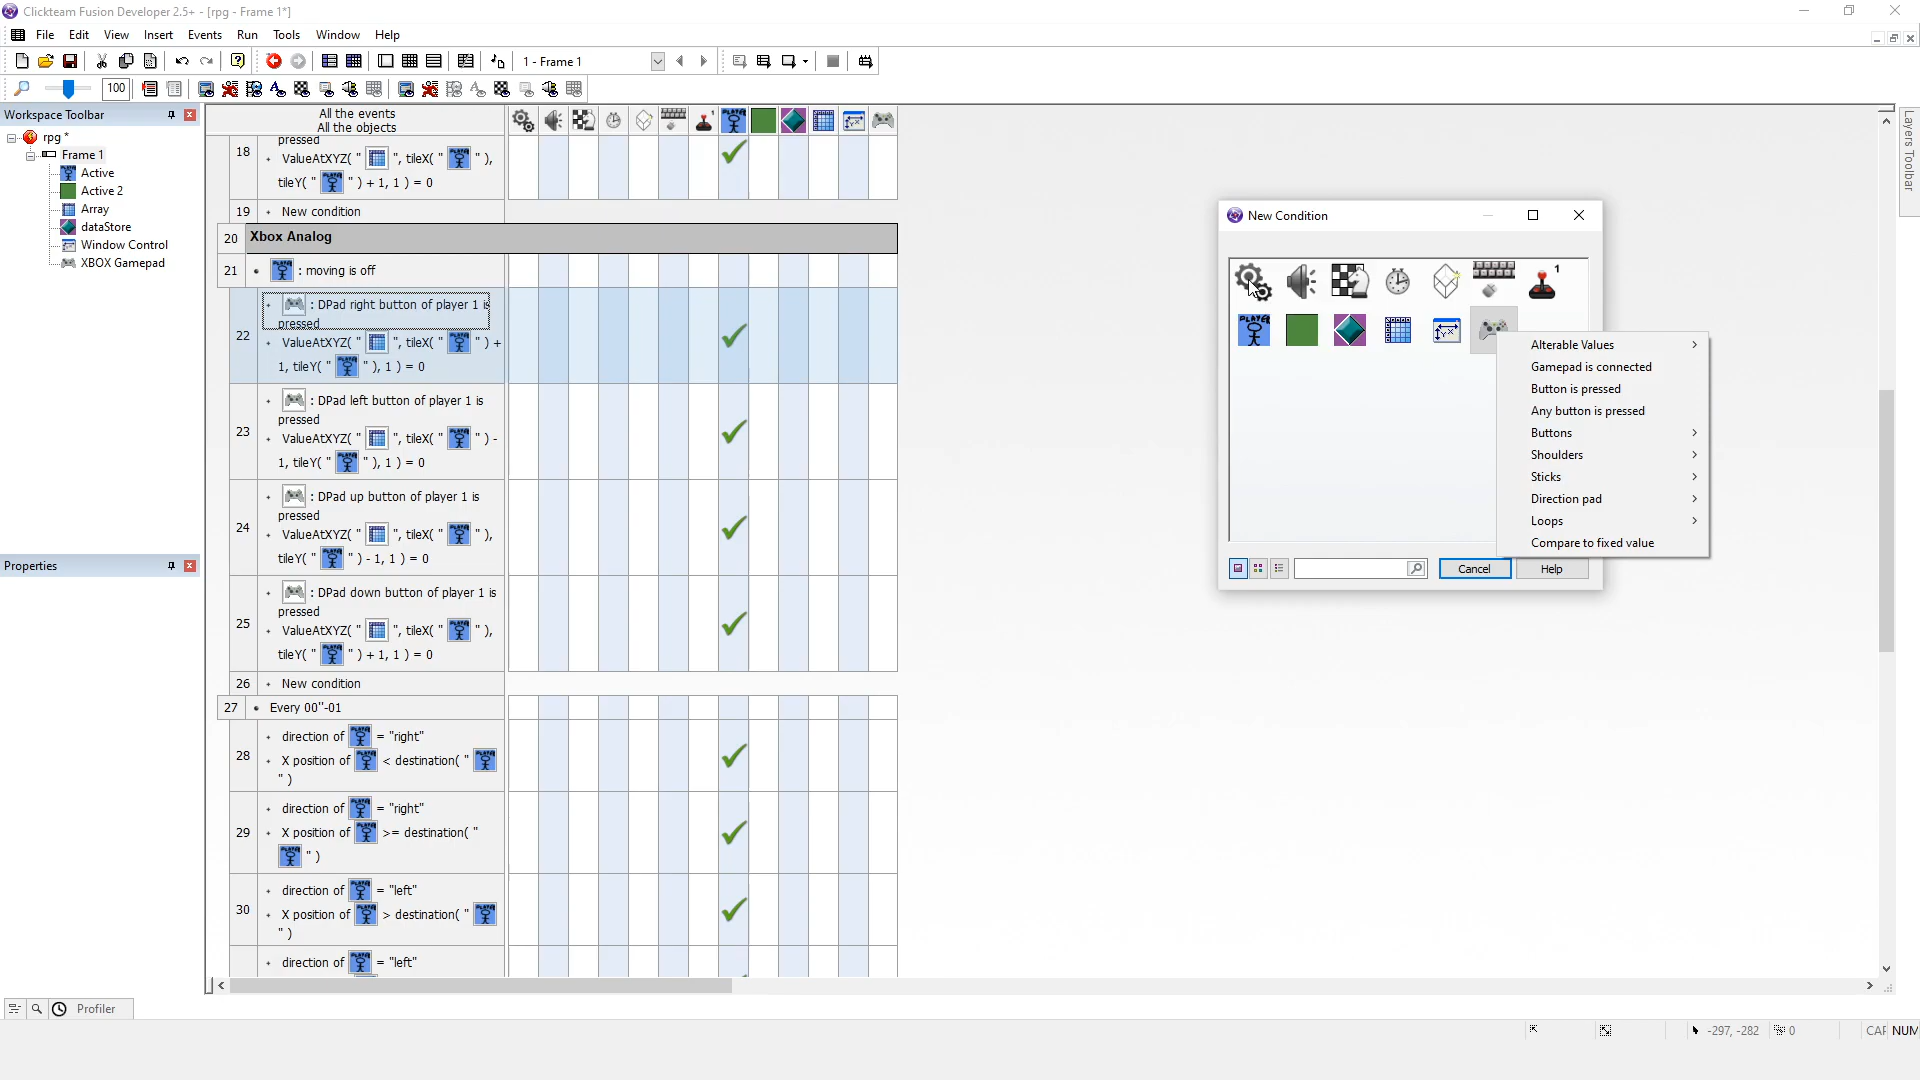 Clickteam Fusion Developer 2.5+ - [rpg - Frame 1*]
File Edit View Insert Events Run Tools Window Help
1 - Frame 1
100
Workspace Toolbar
rpg *
Frame 1
Active
Active 2
Array
dataStore
Window Control
XBOX Gamepad
Properties
All the events
All the objects
1
PLAYER
pressed
18
ValueAtXYZ( " ", tileX( " " ),
tileY( " " ) + 1, 1 ) = 0
19 New condition
20 Xbox Analog
21 : moving is off
22
: DPad right button of player 1 is
pressed
ValueAtXYZ( " ", tileX( " " ) +
1, tileY( " " ), 1 ) = 0
23
: DPad left button of player 1 is
pressed
ValueAtXYZ( " ", tileX( " " ) -
1, tileY( " " ), 1 ) = 0
24
: DPad up button of player 1 is
pressed
ValueAtXYZ( " ", tileX( " " ),
tileY( " " ) - 1, 1 ) = 0
25
: DPad down button of player 1 is
pressed
ValueAtXYZ( " ", tileX( " " ),
tileY( " " ) + 1, 1 ) = 0
26 New condition
27 Every 00"-01
28
direction of = "right"
X position of < destination( "
" )
29
direction of = "right"
X position of >= destination( "
" )
30
direction of = "left"
X position of > destination( "
" )
direction of = "left"
New Condition
1
PLAYER
Alterable Values
Gamepad is connected
Button is pressed
Any button is pressed
Buttons
Shoulders
Sticks
Direction pad
Loops
Compare to fixed value
Cancel
Help
Layers Toolbar
Profiler
-297, -282
0
CAP NUM